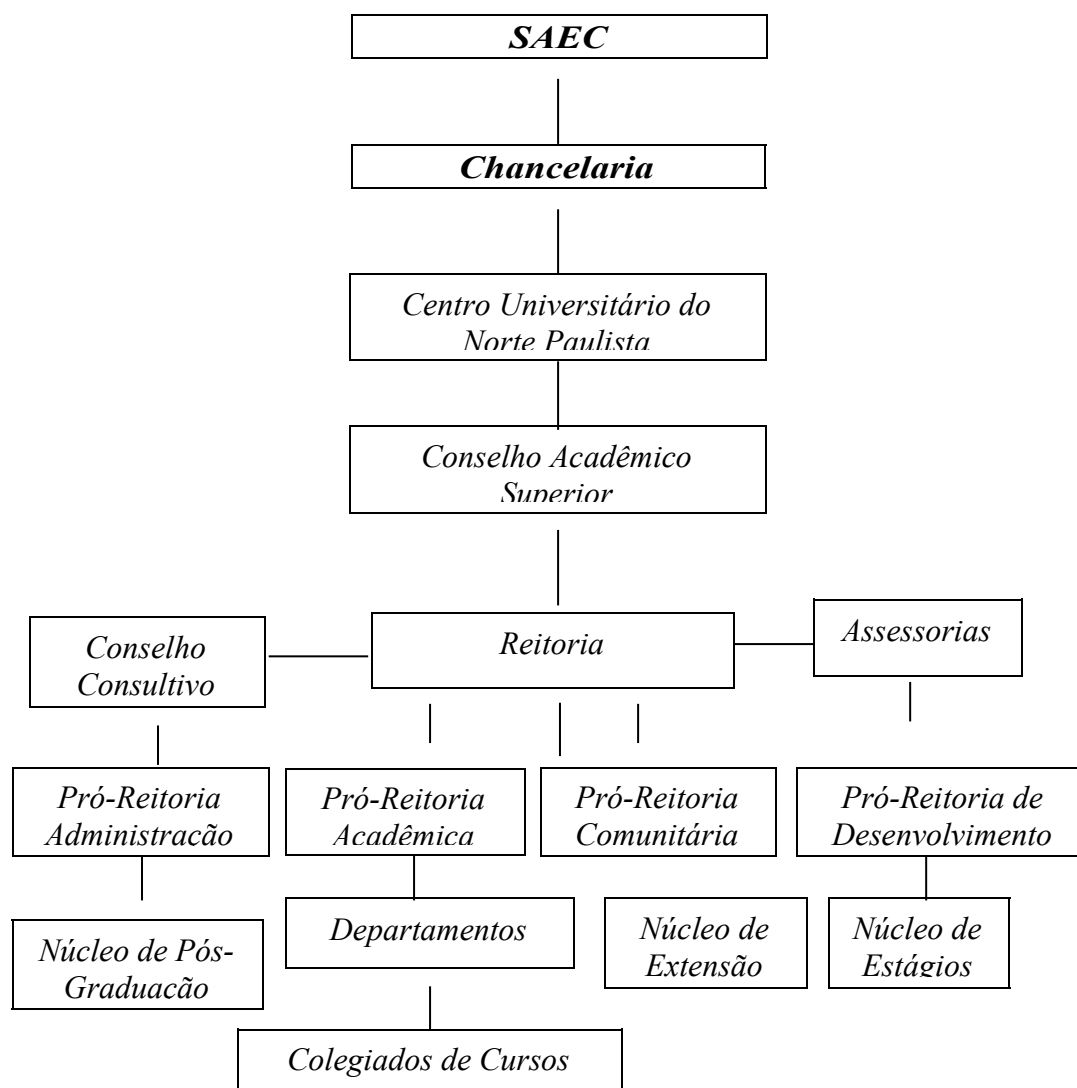 SAEC
Chancelaria
Centro Universitário do
Norte Paulista
Conselho Acadêmico
Superior
Conselho
Consultivo
Reitoria
Assessorias
Pró-Reitoria
Administração
Pró-Reitoria
Acadêmica
Pró-Reitoria
Comunitária
Pró-Reitoria de
Desenvolvimento
Núcleo de Pós-
Graduação
Departamentos
Núcleo de
Extensão
Núcleo de
Estágios
Colegiados de Cursos